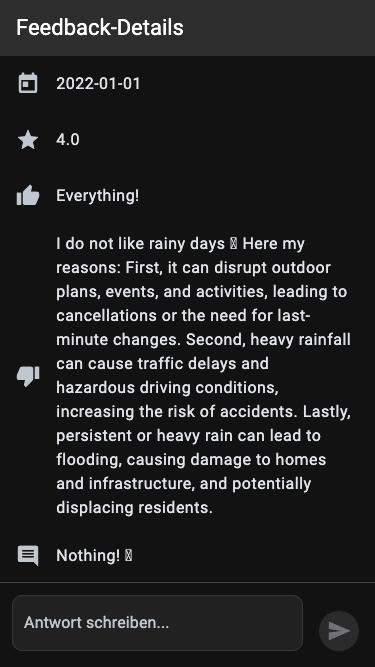 Feedback-Details
2022-01-01
4.0
Everything!
I do not like rainy days Here my
reasons: First, it can disrupt outdoor
plans, events, and activities, leading to
cancellations or the need for last-
minute changes. Second, heavy rainfall
can cause traffic delays and
hazardous driving conditions,
increasing the risk of accidents. Lastly,
persistent or heavy rain can lead to
flooding, causing damage to homes
and infrastructure, and potentially
displacing residents.
Nothing!
Antwort schreiben...